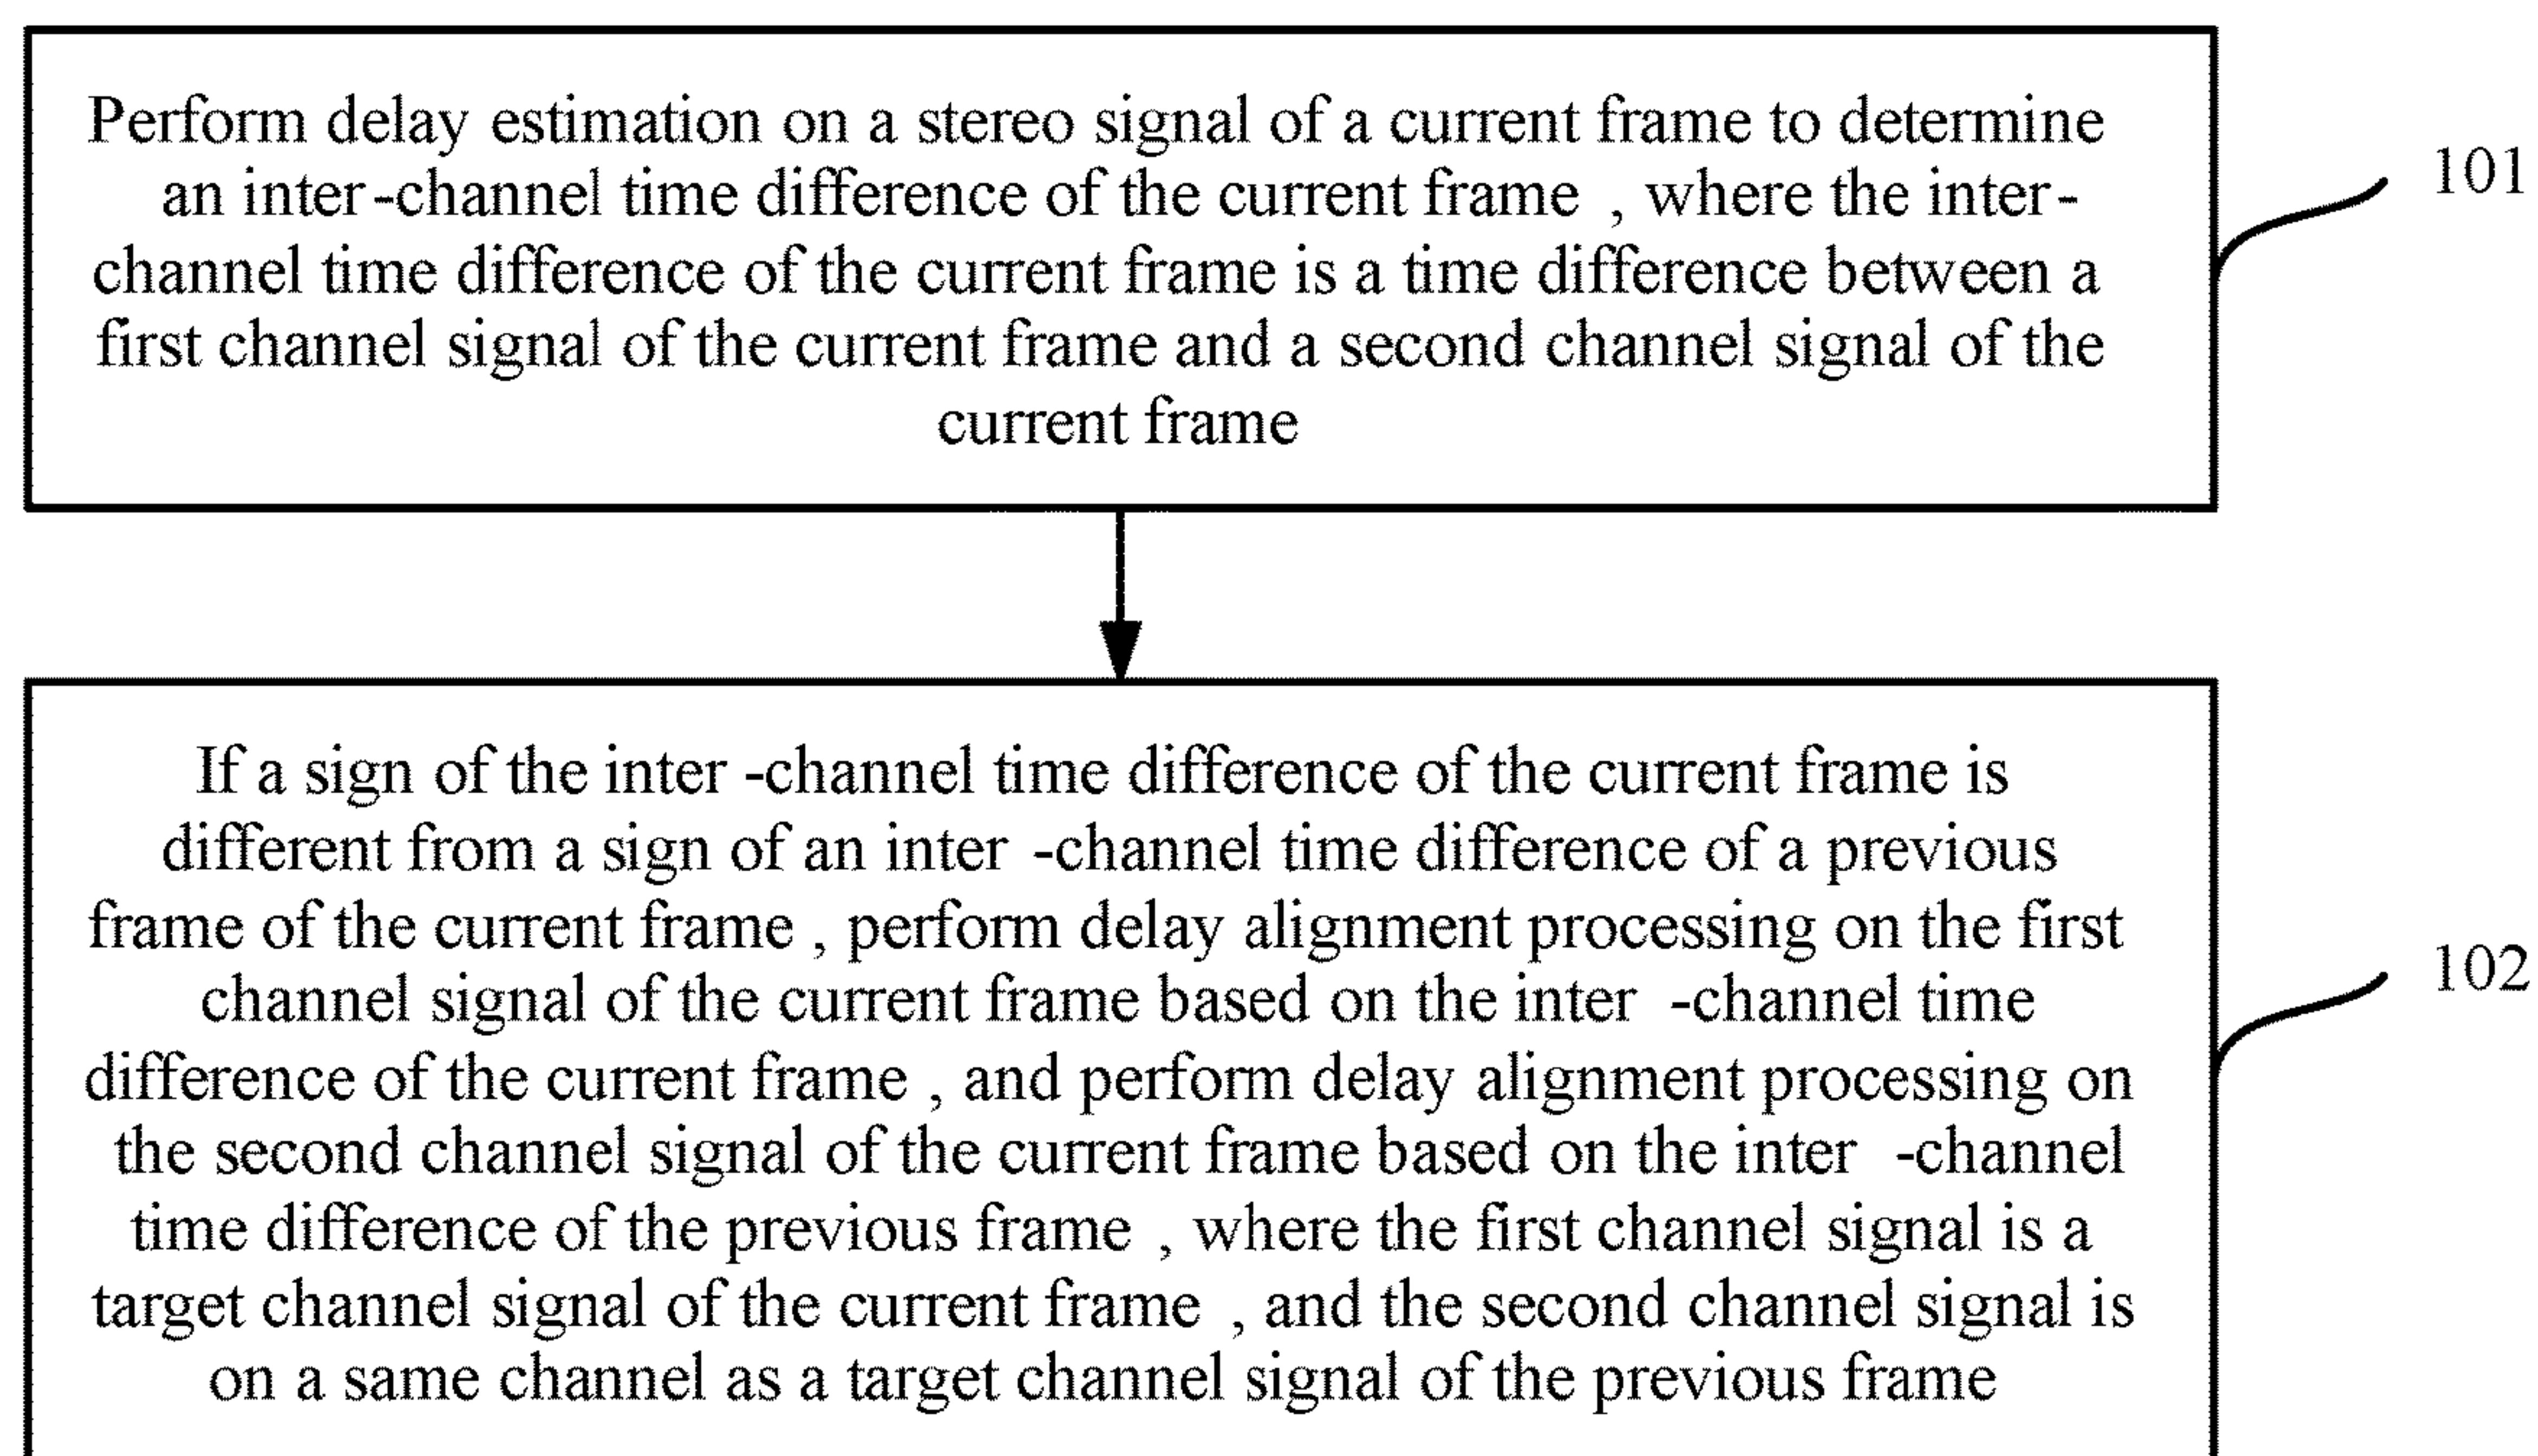 Perform delay estimation on a stereo signal of a current frame to determine
an inter-channel time difference of the current frame , where the inter-
channel time difference of the current frame is a time difference between a
first channel signal of the current frame and a second channel signal of the
current frame
101
If a sign of the inter -channel time difference of the current frame is
different from a sign of an inter -channel time difference of a previous
frame of the current frame , perform delay alignment processing on the first
channel signal of the current frame based on the inter -channel time
difference of the current frame , and perform delay alignment processing on
the second channel signal of the current frame based on the inter -channel
time difference of the previous frame , where the first channel signal is a
target channel signal of the current frame , and the second channel signal is
on a same channel as a target channel signal of the previous frame
102